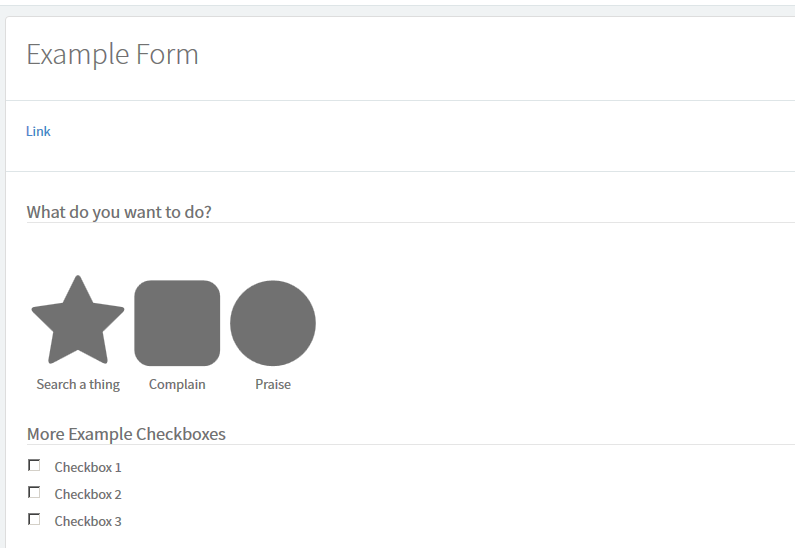 Example Form
Link
What do you want to do?
Search a thing Complain Praise
More Example Checkboxes
Checkbox 1
Checkbox 2
Checkbox 3